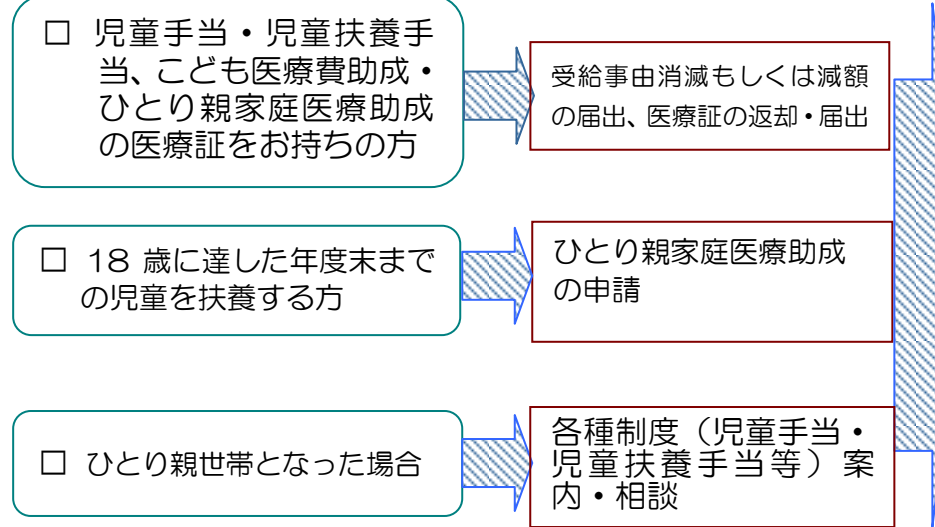 □ 児童手当・児童扶養手
当、こども医療費助成・
ひとり親家庭医療助成
の医療証をお持ちの方
受給事由消滅もしくは減額
の届出、医療証の返却・届出
□ 18 歳に達した年度末まで
の児童を扶養する方
ひとり親家庭医療助成
の申請
□ ひとり親世帯となった場合
各種制度（児童手当・
児童扶養手当等）案
内・相談